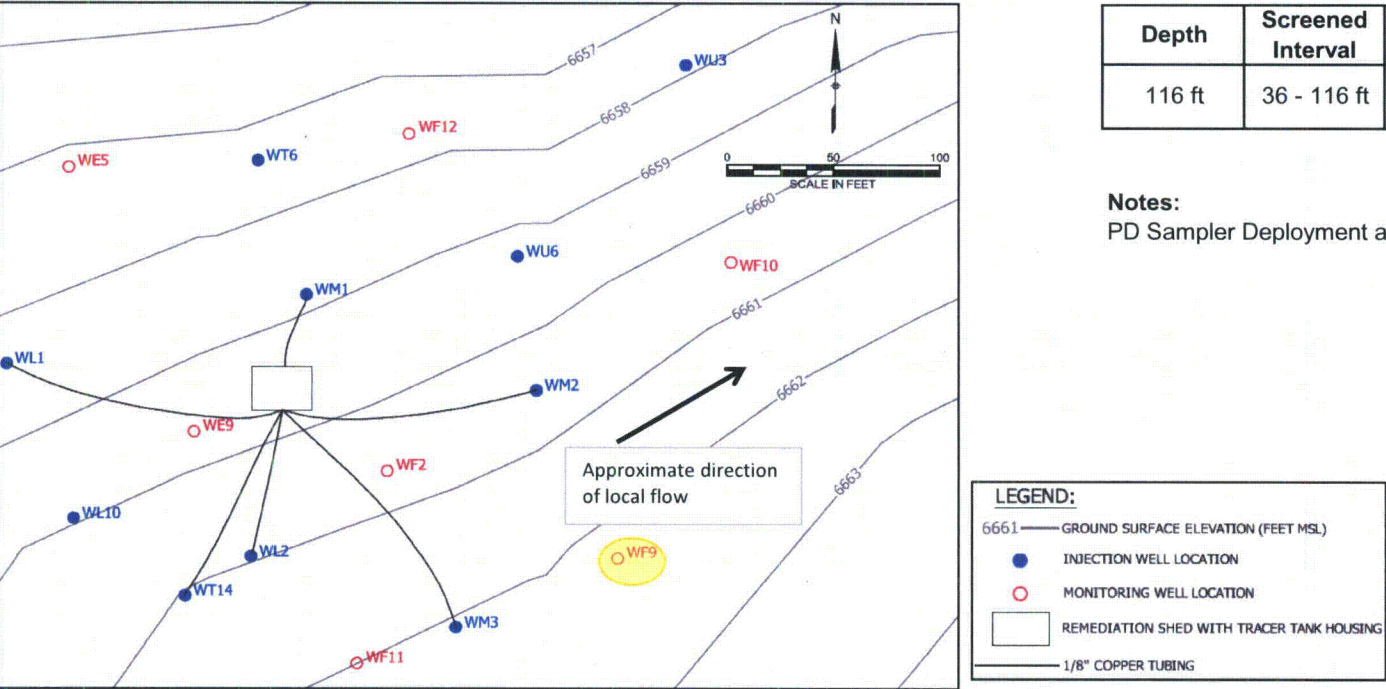 N
6657
WU3
6658
WF12
WE5
WT6
6659
0 50 100
SCALE IN FEET
6660
WU6
WF10
WM1
6661
WL1
WM2
6662
WE9
WF2
Approximate direction
of local flow
6663
WL10
WL2
WF9
WT14
WM3
WF11
Depth
Screened
Interval
116 ft
36 - 116 ft
Notes:
PD Sampler Deployment a
LEGEND:
6661 GROUND SURFACE ELEVATION (FEET MSL)
INJECTION WELL LOCATION
MONITORING WELL LOCATION
REMEDIATION SHED WITH TRACER TANK HOUSING
1/8" COPPER TUBING